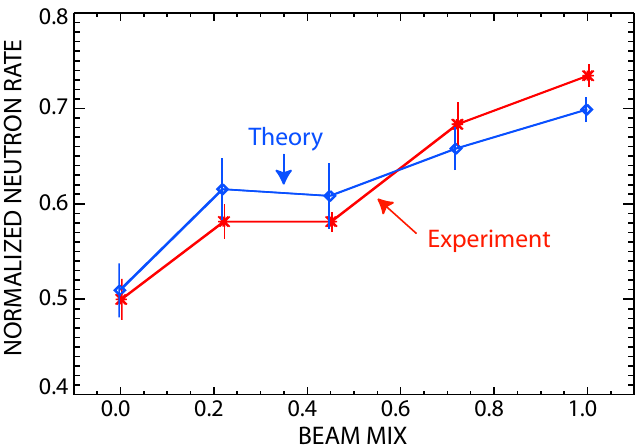 NORMALIZED NEUTRON RATE
0.8
0.7
0.6
0.5
0.4
Theory
Experiment
0.0 0.2 0.4 0.6 0.8 1.0
BEAM MIX